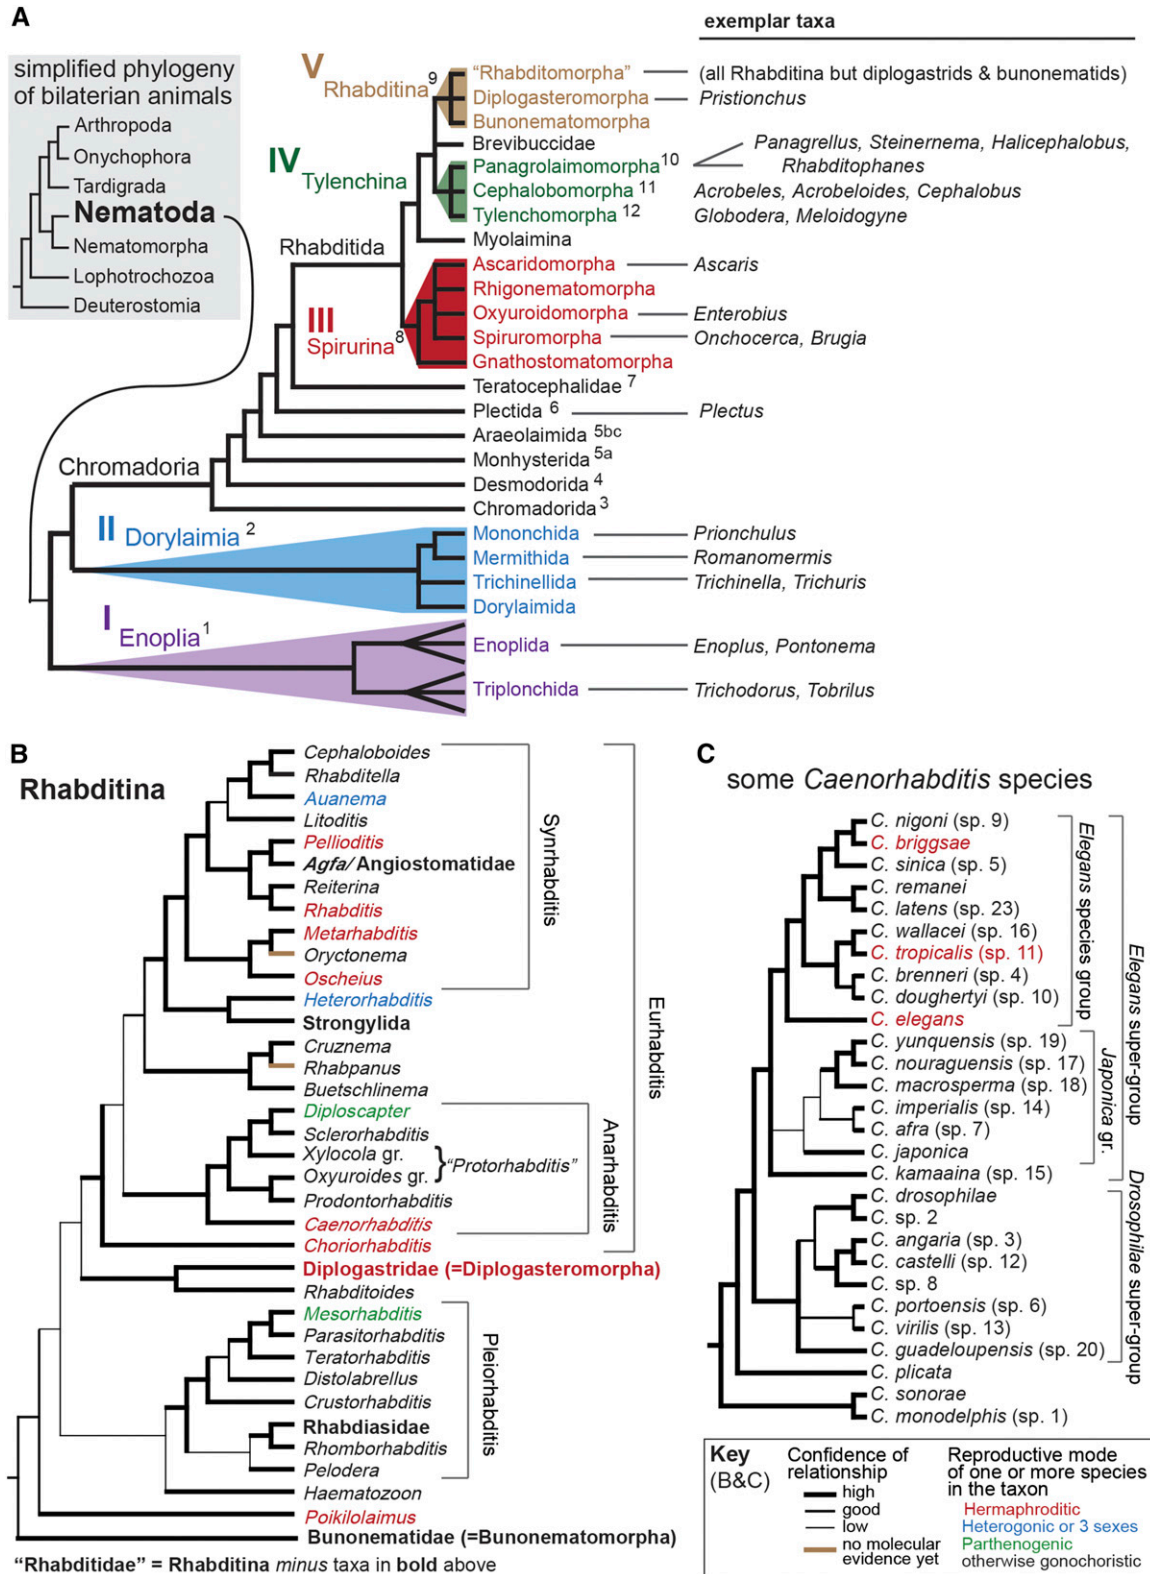 A
exemplar taxa
simplified phylogeny
of bilaterian animals
Arthropoda
Onychophora
Tardigrada
Nematoda
Nematomorpha
Lophotrochozoa
Deuterostomia
V
Rhabditina 9
"Rhabditomorpha"
(all Rhabditina but diplogastrids & bunonematids)
Diplogasteromorpha
Pristionchus
Bunonematomorpha
Brevibuccidae
IV
Tylenchina
Panagrolaimomorpha 10
Panagrellus, Steinernema, Halicephalobus,
Rhabditophanes
Cephalobomorpha 11
Acrobeles, Acrobeloides, Cephalobus
Tylenchomorpha 12
Globodera, Meloidogyne
Myolaimina
Rhabditida
III
Spirurina 8
Ascaridomorpha
Ascaris
Rhigonematomorpha
Oxyuroidomorpha
Enterobius
Spiruromorpha
Onchocerca, Brugia
Gnathostomatomorpha
Teratocephalidae 7
Plectida 6
Plectus
Araeolaimida 5bc
Monhysterida 5a
Desmodorida 4
Chromadorida 3
Chromadoria
II Dorylaimia 2
Mononchida
Prionchulus
Mermithida
Romanomermis
Trichinellida
Trichinella, Trichuris
Dorylaimida
I
Enoplia 1
Enoplida
Enoplus, Pontonema
Triplonchida
Trichodorus, Tobrilus
B
Rhabditina
Cephaloboides
Rhabditella
Auanema
Litoditis
Pellioditis
Agfa/Angiostomatidae
Reiterina
Rhabditis
Metarhabditis
Oryctonema
Oscheius
Heterorhabditis
Strongylida
Cruznema
Rhabpanus
Buetschlinema
Diploscapter
Sclerorhabditis
Xylocola gr.
Oxyuroides gr.
}"Protorhabditis"
Prodontorhabditis
Caenorhabditis
Choriorhabditis
Diplogastridae (=Diplogasteromorpha)
Rhabditoides
Mesorhabditis
Parasitorhabditis
Teratorhabditis
Distolabrellus
Crustorhabditis
Rhabdiasidae
Rhomborhabditis
Pelodera
Haematozoon
Poikilolaimus
Bunonematidae (=Bunonematomorpha)
Synrhabditis
Eurhabditis
Anarhabditis
Pleiorhabditis
"Rhabditidae" = Rhabditina minus taxa in bold above
C
some Caenorhabditis species
C. nigoni (sp. 9)
C. briggsae
C. sinica (sp. 5)
C. remanei
C. latens (sp. 23)
C. wallacei (sp. 16)
C. tropicalis (sp. 11)
C. brenneri (sp. 4)
C. doughertyi (sp. 10)
C. elegans
C. yunquensis (sp. 19)
C. nouraguensis (sp. 17)
C. macrosperma (sp. 18)
C. imperialis (sp. 14)
C. afra (sp. 7)
C. japonica
C. kamaaina (sp. 15)
C. drosophilae
C. sp. 2
C. angaria (sp. 3)
C. castelli (sp. 12)
C. sp. 8
C. portoensis (sp. 6)
C. virilis (sp. 13)
C. guadeloupensis (sp. 20)
C. plicata
C. sonorae
C. monodelphis (sp. 1)
Elegans species group
Japonica gr.
Elegans super-group
Drosophilae super-group
Key
(B&C)
Confidence of
relationship
high
good
low
no molecular
evidence yet
Reproductive mode
of one or more species
in the taxon
Hermaphroditic
Heterogonic or 3 sexes
Parthenogenic
otherwise gonochoristic